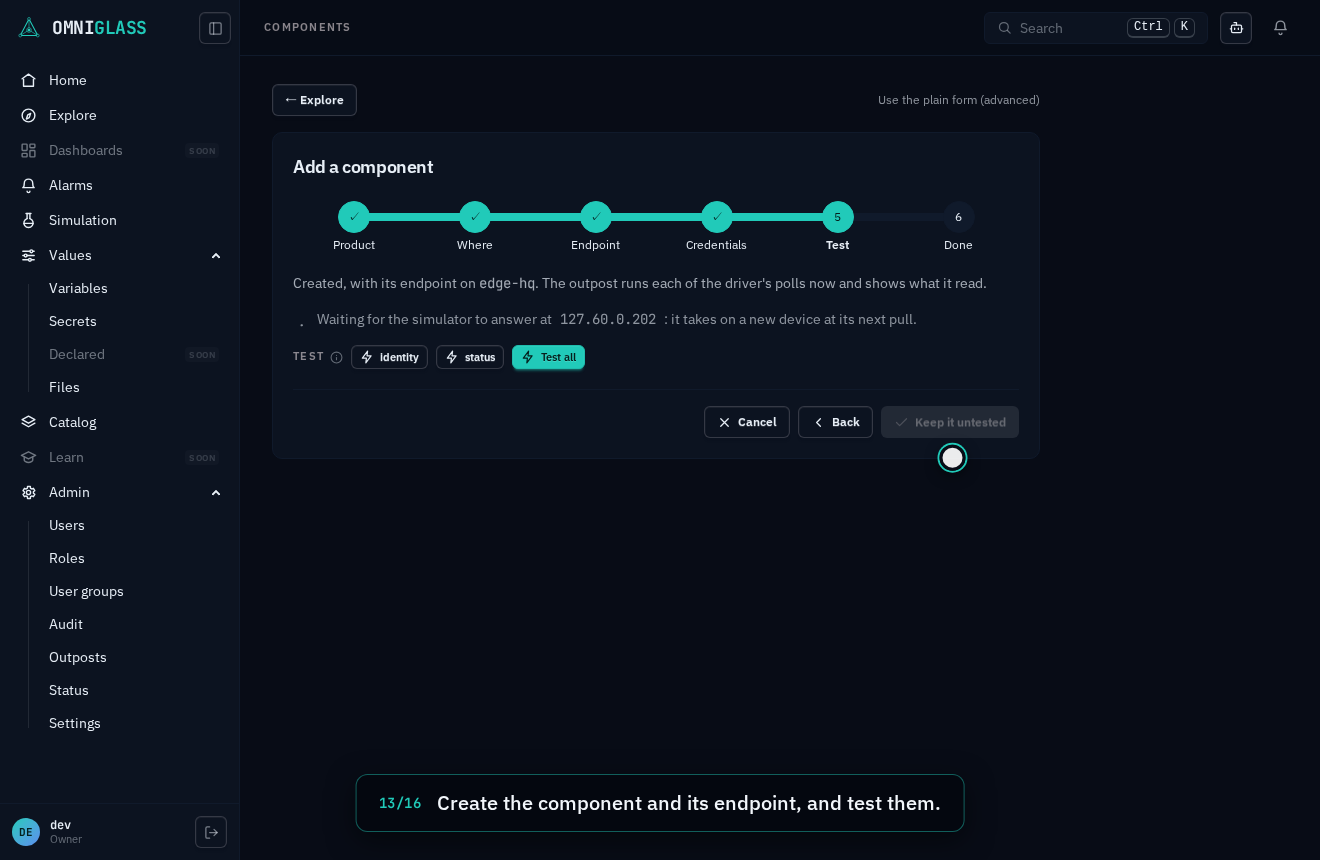 OMNIGLASS
COMPONENTS
Search
Ctrl K
Home
Explore
Dashboards SOON
Alarms
Simulation
Values
Variables
Secrets
Declared SOON
Files
Catalog
Learn SOON
Admin
Users
Roles
User groups
Audit
Outposts
Status
Settings
DE
dev
Owner
← Explore
Use the plain form (advanced)
Add a component
✓ ✓ ✓ ✓ 5 6
Product Where Endpoint Credentials Test Done
Created, with its endpoint on edge-hq. The outpost runs each of the driver's polls now and shows what it read.
Waiting for the simulator to answer at 127.60.0.202 : it takes on a new device at its next pull.
TEST identity status Test all
Cancel Back Keep it untested
13/16 Create the component and its endpoint, and test them.